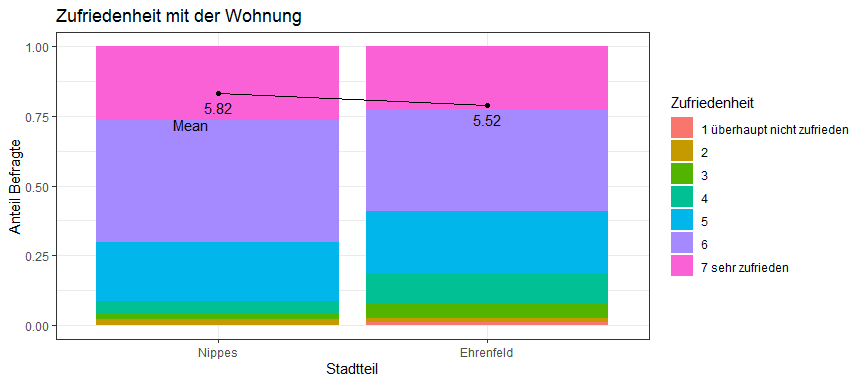 Zufriedenheit mit der Wohnung
1.00
0.75
0.50
0.25
0.00
Anteil Befragte
5.82
Mean
5.52
Nippes
Ehrenfeld
Stadtteil
Zufriedenheit
1 überhaupt nicht zufrieden
2
3
4
5
6
7 sehr zufrieden